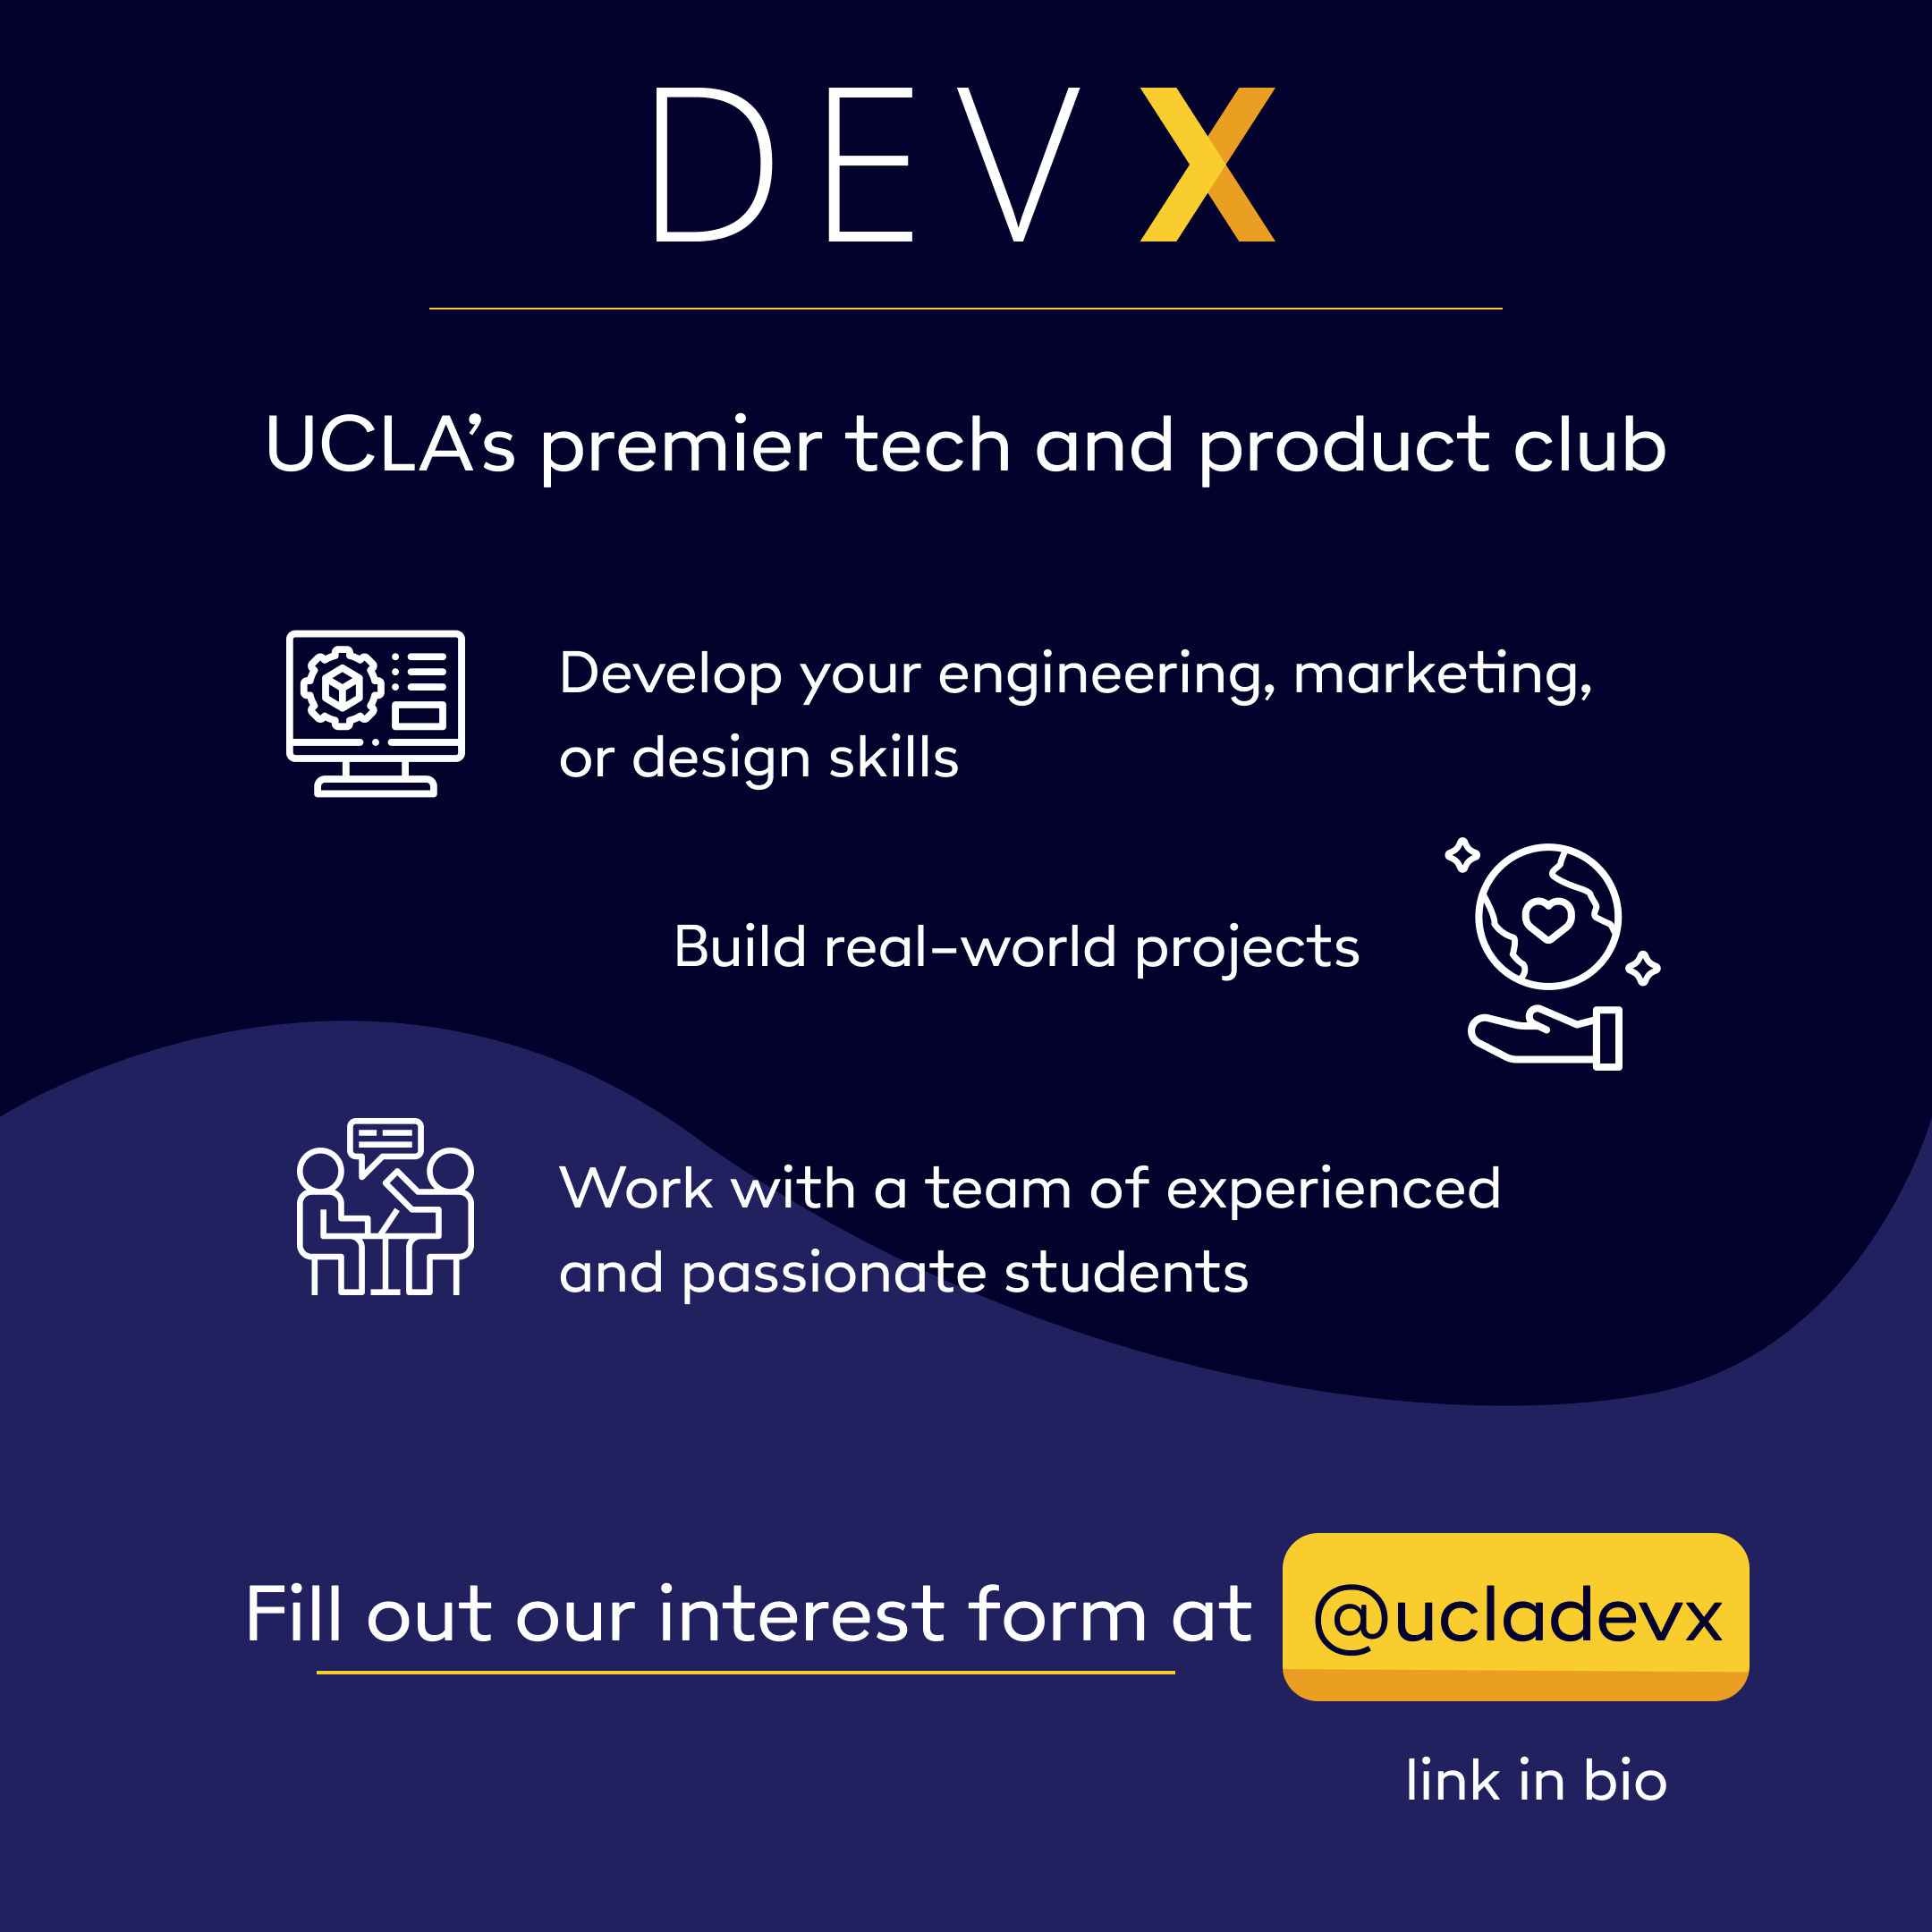 DEVX
UCLA’s premier tech and product club
Develop your engineering, marketing,
or design skills
Build real-world projects
Work with a team of experienced
and passionate students
Fill out our interest form at @ucladevx
link in bio